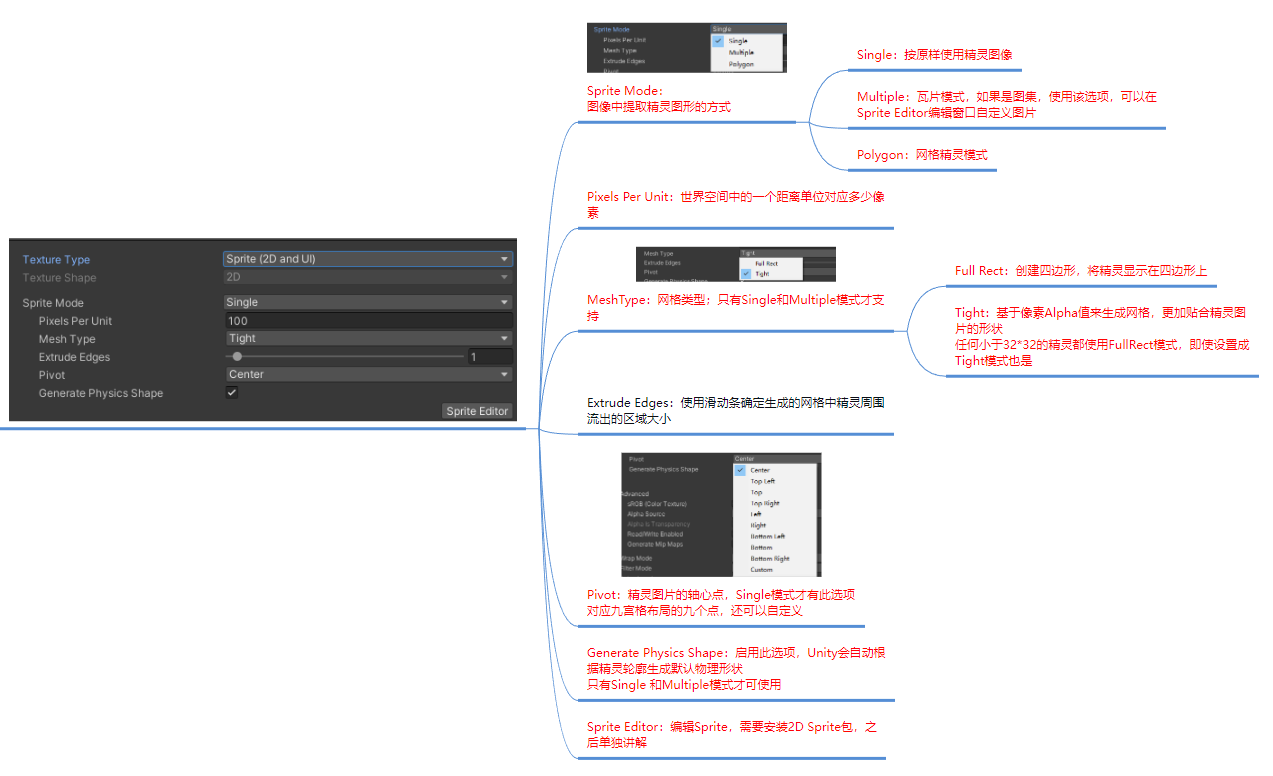 Texture Type
Sprite (2D and UI)
Texture Shape
2D
Sprite Mode
Single
Pixels Per Unit
100
Mesh Type
Tight
Extrude Edges
1
Pivot
Center
Generate Physics Shape
Sprite Editor
Sprite Mode
Single
Pixels Per Unit
Single
Mesh Type
Multiple
Extrude Edges
Polygon
Pivot
Sprite Mode:
图像中提取精灵图形的方式
Single：按原样使用精灵图像
Multiple：瓦片模式，如果是图集，使用该选项，可以在
Sprite Editor编辑窗口自定义图片
Polygon：网格精灵模式
Pixels Per Unit：世界空间中的一个距离单位对应多少像
素
Mesh Type
Tight
Extrude Edges
Full Rect
Pivot
Tight
Generate Physics Shape
MeshType：网格类型；只有Single和Multiple模式才支
持
Full Rect：创建四边形，将精灵显示在四边形上
Tight：基于像素Alpha值来生成网格，更加贴合精灵图
片的形状
任何小于32*32的精灵都使用FullRect模式，即使设置成
Tight模式也是
Extrude Edges：使用滑动条确定生成的网格中精灵周围
流出的区域大小
Pivot
Center
Generate Physics Shape
Center
Top Left
Top
Advanced
sRGB (Color Texture)
Top Right
Alpha Source
Left
Alpha Is Transparency
Right
Read/Write Enabled
Bottom Left
Generate Mip Maps
Bottom
Wrap Mode
Bottom Right
Filter Mode
Custom
Pivot：精灵图片的轴心点，Single模式才有此选项
对应九宫格布局的九个点，还可以自定义
Generate Physics Shape：启用此选项，Unity会自动根
据精灵轮廓生成默认物理形状
只有Single 和Multiple模式才可使用
Sprite Editor：编辑Sprite，需要安装2D Sprite包，之
后单独讲解